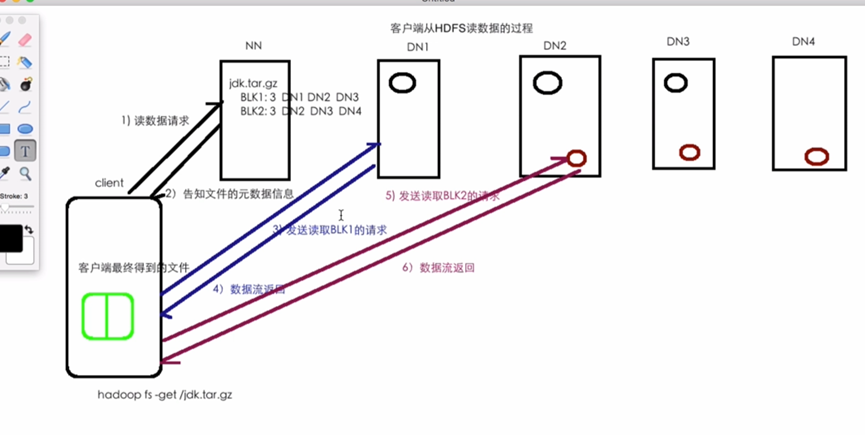 Untitled
客户端从HDFS读数据的过程
NN
DN1
DN2
DN3
DN4
jdk.tar.gz
BLK1: 3 DN1 DN2 DN3
BLK2: 3 DN2 DN3 DN4
1) 读数据请求
client
2）告知文件的元数据信息
5) 发送读取BLK2的请求
3) 发送读取BLK1的请求
客户端最终得到的文件
6）数据流返回
4）数据流返回
hadoop fs -get /jdk.tar.gz
T
Stroke: 3